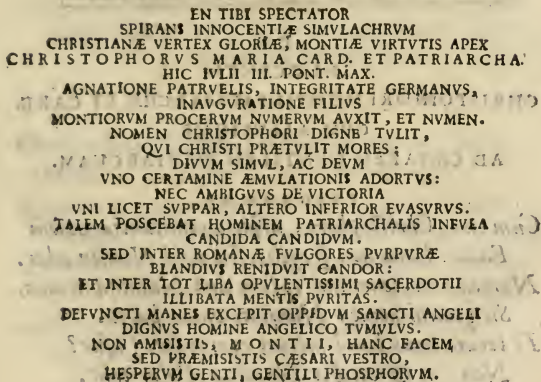 EN TIBI SPECTATOR
SPIRANS INNOCENTIÆ SIMVLACHRVM
CHRISTIANÆ VERTEX GLORIÆ, MONTIÆ VIRTVTIS APEX
CHRISTOPHORVS MARIA CARD. ET PATRIARCHA.
HIC IVLII III. PONT. MAX.
AGNATIONE PATRVELIS, INTEGRITATE GERMANVS,
INAVGVRATIONE FILIVS
MONTIORVM PROCERVM NVMERVM AVXIT, ET NVMEN.
NOMEN CHRISTOPHORI DIGNE TVLIT,
QVI CHRISTI PRÆTVLIT MORES;
DIVVM SIMVL, AC DEVM
VNO CERTAMINE ÆMVLATIONIS ADORTVS:
NEC AMBIGVVS DE VICTORIA
VNI LICET SVPPAR, ALTERO INFERIOR EVASVRVS.
TALEM POSCEBAT HOMINEM PATRIARCHALIS INFVLA
CANDIDA CANDIDVM.
SED INTER ROMANÆ FVLGORES PVRPVRÆ
BLANDIVS RENIDVIT CANDOR:
ET INTER TOT LIBA OPVLENTISSIMI SACERDOTII
ILLIBATA MENTIS PVRITAS.
DEFVNCTI MANES EXCEPIT OPPIDVM SANCTI ANGELI
DIGNVS HOMINE ANGELICO TVMVLVS.
NON AMISISTIS, MONTII, HANC FACEM,
SED PRÆMISISTIS CÆSARI VESTRO,
HESPERVM GENTI, GENTILI PHOSPHORVM.